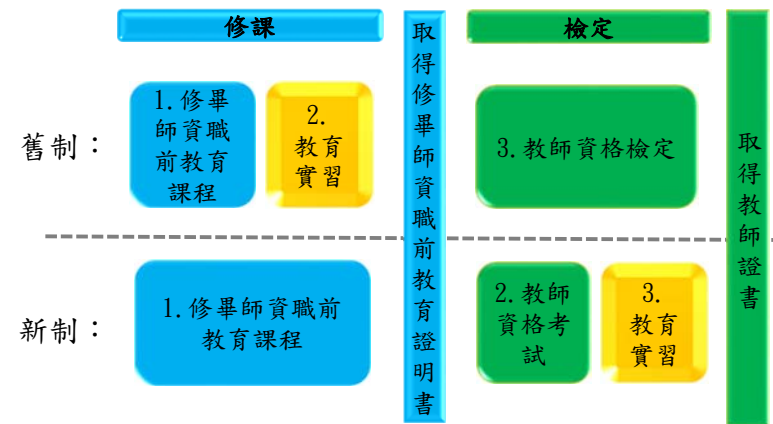 修課
檢定
舊制：
1.修畢
師資職
前教育
課程
2.
教育
實習
取得修畢師資職前教育證明書
3.教師資格檢定
取得教師證書
新制：
1.修畢師資職前
教育課程
2.教師
資格考
試
3.
教育
實習